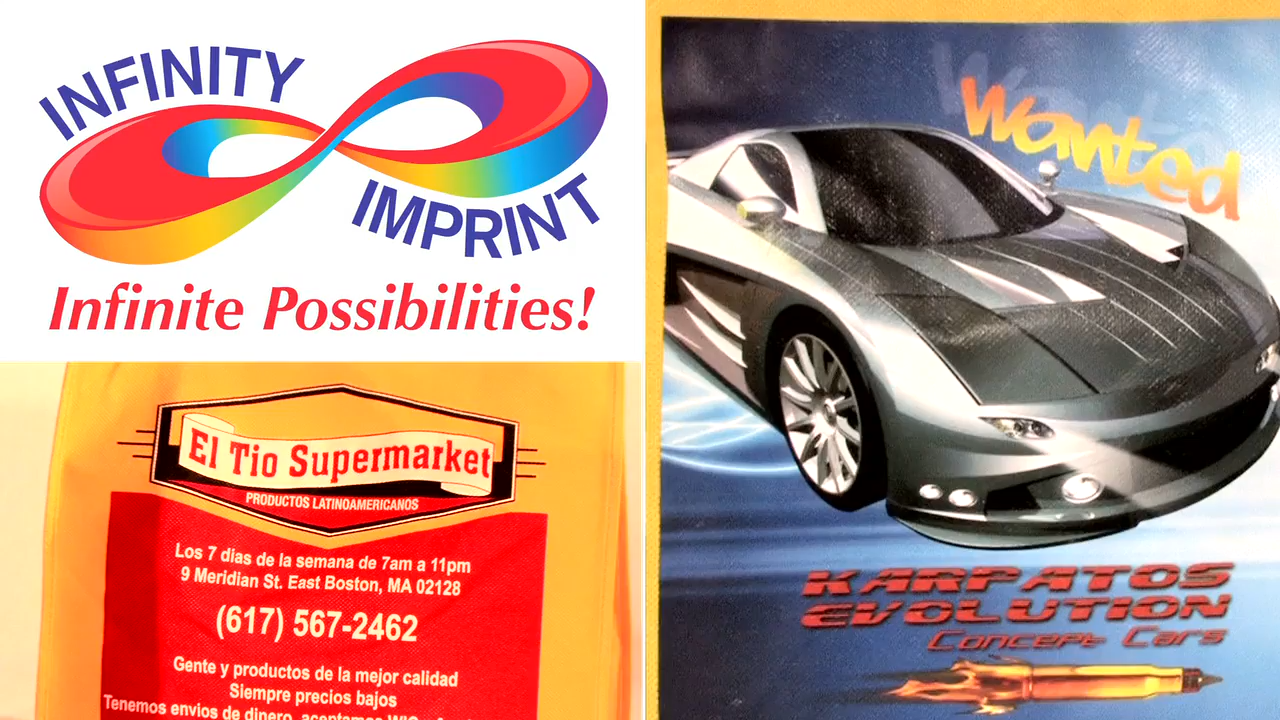 INFINITY
IMPRINT
Infinite Possibilities!
El Tio Supermarket
PRODUCTOS LATINOAMERICANOS
Los 7 días de la semana de 7am a 11pm
9 Meridian St. East Boston, MA 02128
(617) 567-2462
Gente y productos de la mejor calidad
Siempre precios bajos
Tenemos envios de dinero, aceptamos WIC
Wanted
KARPATOS
EVOLUTION
Concept Cars